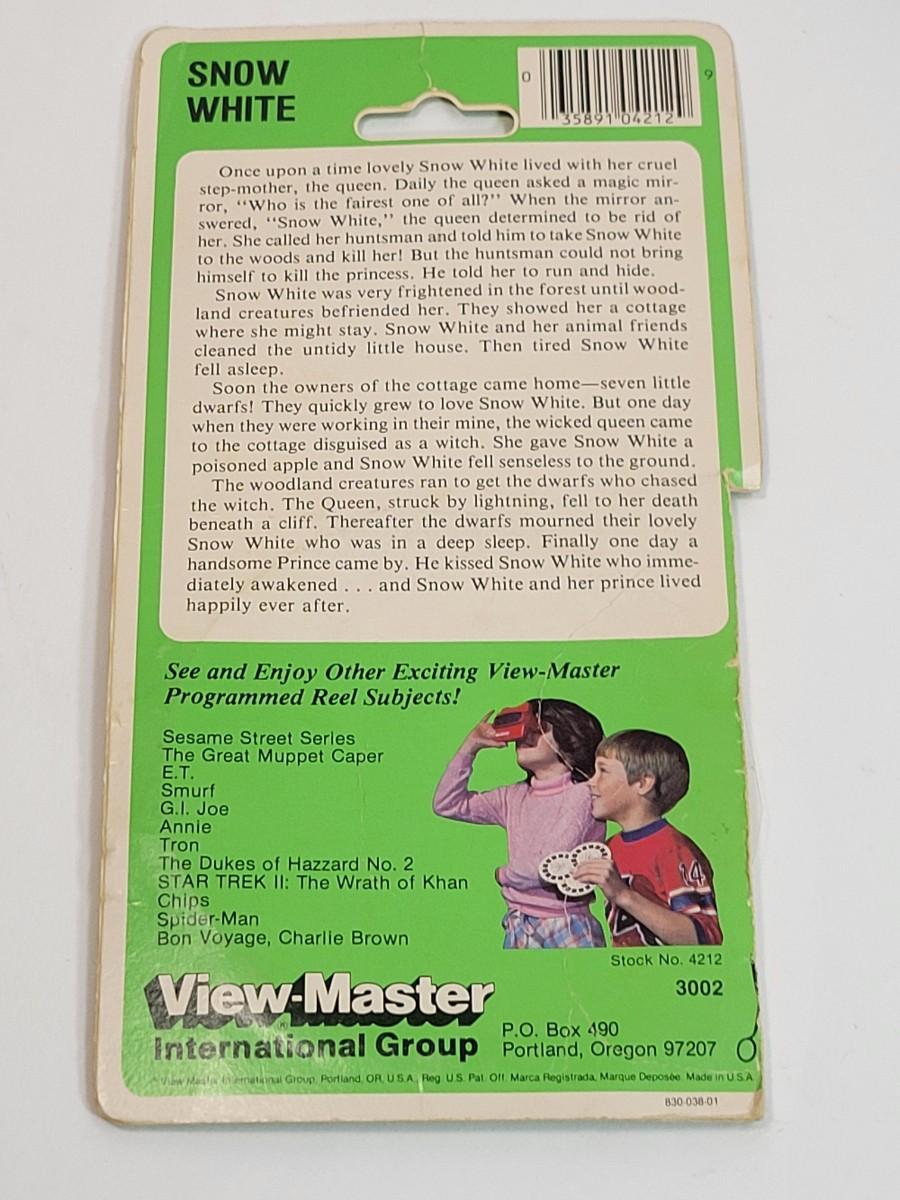 SNOW
WHITE
0 35891 04212 9
Once upon a time lovely Snow White lived with her cruel
step-mother, the queen. Daily the queen asked a magic mir-
ror, "Who is the fairest one of all?" When the mirror an-
swered, "Snow White," the queen determined to be rid of
her. She called her huntsman and told him to take Snow White
to the woods and kill her! But the huntsman could not bring
himself to kill the princess. He told her to run and hide.
Snow White was very frightened in the forest until wood-
land creatures befriended her. They showed her a cottage
where she might stay. Snow White and her animal friends
cleaned the untidy little house. Then tired Snow White
fell asleep.
Soon the owners of the cottage came home—seven little
dwarfs! They quickly grew to love Snow White. But one day
when they were working in their mine, the wicked queen came
to the cottage disguised as a witch. She gave Snow White a
poisoned apple and Snow White fell senseless to the ground.
The woodland creatures ran to get the dwarfs who chased
the witch. The Queen, struck by lightning, fell to her death
beneath a cliff. Thereafter the dwarfs mourned their lovely
Snow White who was in a deep sleep. Finally one day a
handsome Prince came by. He kissed Snow White who imme-
diately awakened . . . and Snow White and her prince lived
happily ever after.
See and Enjoy Other Exciting View-Master
Programmed Reel Subjects!
Sesame Street Series
The Great Muppet Caper
E.T.
Smurf
G.I. Joe
Annie
Tron
The Dukes of Hazzard No. 2
STAR TREK II: The Wrath of Khan
Chips
Spider-Man
Bon Voyage, Charlie Brown
14
Stock No. 4212
3002
View-Master
®
International Group
P.O. Box 490
Portland, Oregon 97207
View-Master International Group, Portland, OR, U.S.A. Reg. U.S. Pat. Off. Marca Registrada, Marque Deposèe. Made in U.S.A.
830-038-01